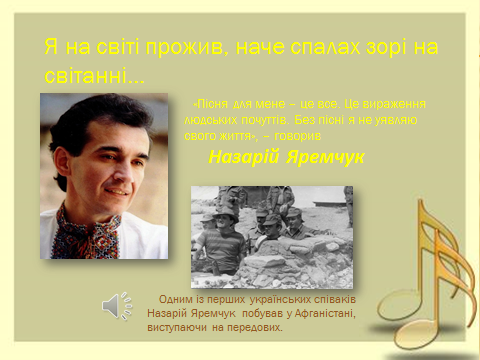 Я на світі прожив, наче спалах зорі на
світанні…
«Пісня для мене – це все. Це вираження
людських почуттів. Без пісні я не уявляю
свого життя», – говорив
Назарій Яремчук
Одним із перших українських співаків
Назарій Яремчук побував у Афганістані,
виступаючи на передових.